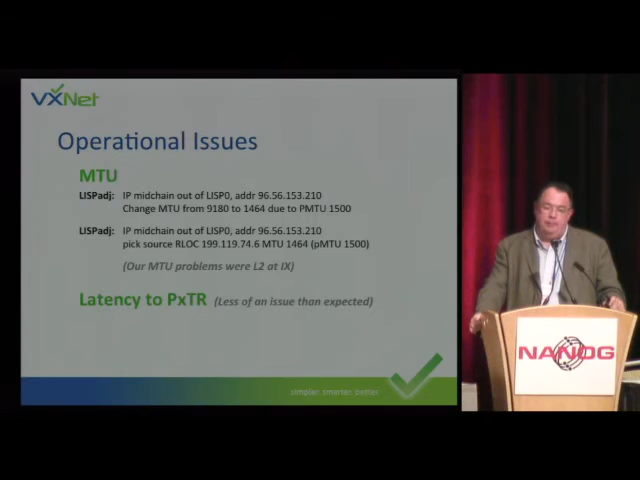 VXNet
Operational Issues
MTU
LISPadj: IP midchain out of LISP0, addr 96.56.153.210
Change MTU from 9180 to 1464 due to PMTU 1500
LISPadj: IP midchain out of LISP0, addr 96.56.153.210
pick source RLOC 199.119.74.6 MTU 1464 (pMTU 1500)
(Our MTU problems were L2 at IX)
Latency to PxTR (Less of an issue than expected)
simpler. smarter. better.
NANOG